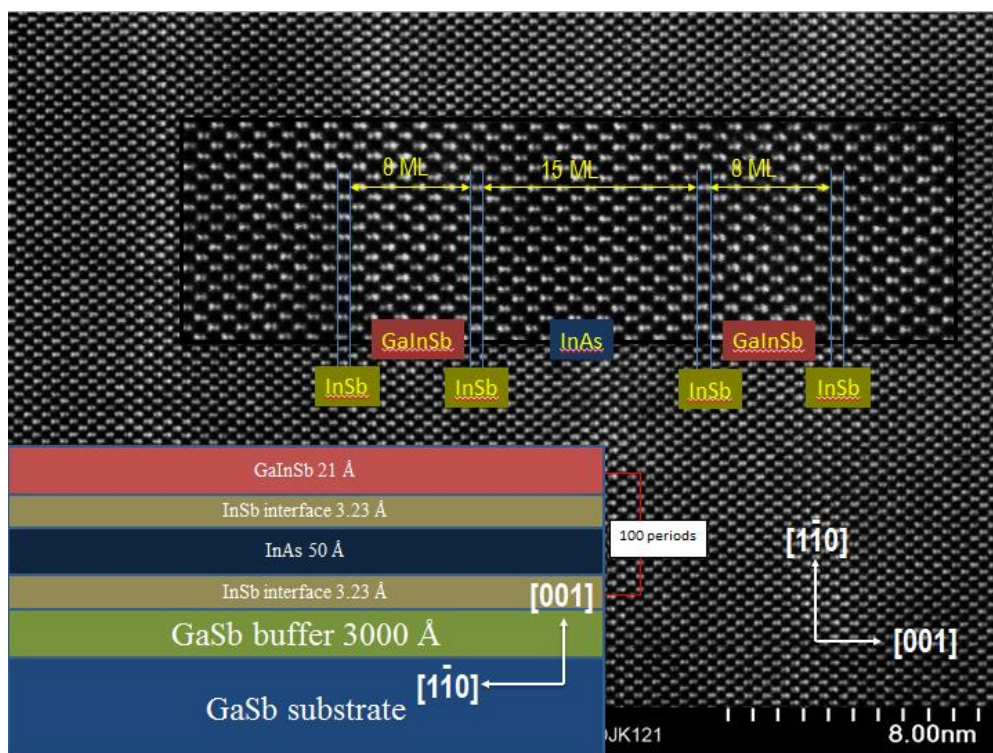 8 ML 15 ML 8 ML
GaInSb InAs GaInSb
InSb InSb InSb InSb
GaInSb 21 Å
InSb interface 3.23 Å
100 periods
InAs 50 Å
InSb interface 3.23 Å
[001]
GaSb buffer 3000 Å
[11̄0]
GaSb substrate
[11̄0]
[001]
JK121
8.00nm